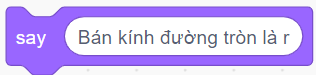 say Bán kính đường tròn là r